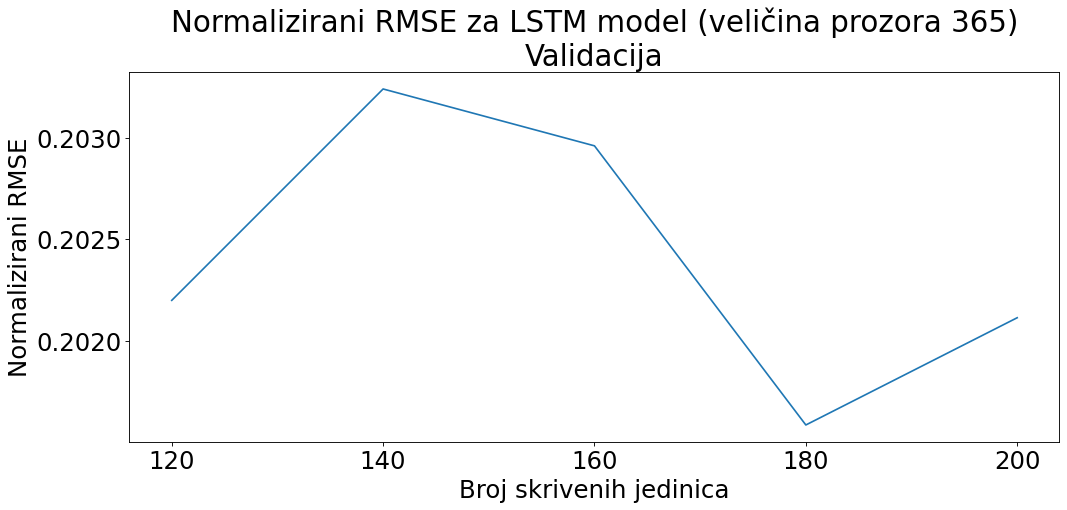 Normalizirani RMSE za LSTM model (veličina prozora 365)
Validacija
Normalizirani RMSE
0.2030
0.2025
0.2020
120 140 160 180 200
Broj skrivenih jedinica